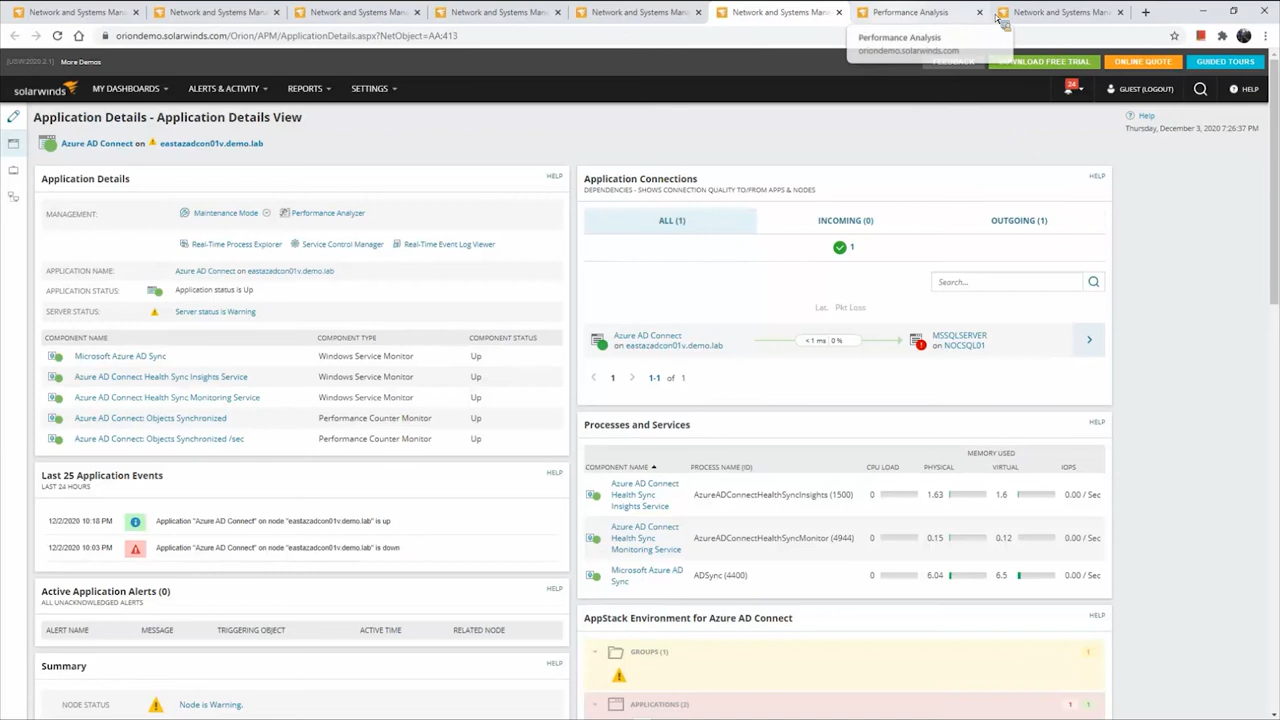 Network and Systems Man
Network and Systems Man
Network and Systems Man
Network and Systems Man
Network and Systems Man
Network and Systems Man
Performance Analysis
Network and Systems Man
oriondemo.solarwinds.com/Orion/APM/ApplicationDetails.aspx?NetObject=AA:413
Performance Analysis
oriondemo.solarwinds.com
[USW2020.2.1] More Demos
FEEDBACK
DOWNLOAD FREE TRIAL
ONLINE QUOTE
GUIDED TOURS
solarwinds
MY DASHBOARDS
ALERTS & ACTIVITY
REPORTS
SETTINGS
24
GUEST (LOGOUT)
HELP
Application Details - Application Details View
Help
Thursday, December 3, 2020 7:26:37 PM
Azure AD Connect on eastazadcon01v.demo.lab
Application Details
HELP
MANAGEMENT:
Maintenance Mode
Performance Analyzer
Real-Time Process Explorer
Service Control Manager
Real-Time Event Log Viewer
APPLICATION NAME: Azure AD Connect on eastazadcon01v.demo.lab
APPLICATION STATUS: Application status is Up
SERVER STATUS: Server status is Warning
COMPONENT NAME COMPONENT TYPE COMPONENT STATUS
Microsoft Azure AD Sync Windows Service Monitor Up
Azure AD Connect Health Sync Insights Service Windows Service Monitor Up
Azure AD Connect Health Sync Monitoring Service Windows Service Monitor Up
Azure AD Connect: Objects Synchronized Performance Counter Monitor Up
Azure AD Connect: Objects Synchronized /sec Performance Counter Monitor Up
Last 25 Application Events
HELP
LAST 24 HOURS
12/2/2020 10:18 PM Application "Azure AD Connect" on node "eastazadcon01v.demo.lab" is up
12/2/2020 10:03 PM Application "Azure AD Connect" on node "eastazadcon01v.demo.lab" is down
Active Application Alerts (0)
HELP
ALL UNACKNOWLEDGED ALERTS
ALERT NAME MESSAGE TRIGGERING OBJECT ACTIVE TIME RELATED NODE
Summary
HELP
NODE STATUS Node is Warning.
Application Connections
HELP
DEPENDENCIES - SHOWS CONNECTION QUALITY TO/FROM APPS & NODES
ALL (1) INCOMING (0) OUTGOING (1)
1
Search...
Lat. Pkt Loss
Azure AD Connect
on eastazadcon01v.demo.lab
< 1 ms | 0 %
MSSQLSERVER
on NOCSQL01
1 1-1 of 1
Processes and Services
HELP
MEMORY USED
COMPONENT NAME PROCESS NAME (ID) CPU LOAD PHYSICAL VIRTUAL IOPS
Azure AD Connect
Health Sync
Insights Service
AzureADConnectHealthSyncInsights (1500) 0 1.63 1.6 0.00 / Sec
Azure AD Connect
Health Sync
Monitoring Service
AzureADConnectHealthSyncMonitor (4944) 0 0.15 0.12 0.00 / Sec
Microsoft Azure AD
Sync
ADSync (4400) 0 6.04 6.5 0.00 / Sec
AppStack Environment for Azure AD Connect
HELP
GROUPS (1) 1
APPLICATIONS (2) 1 1